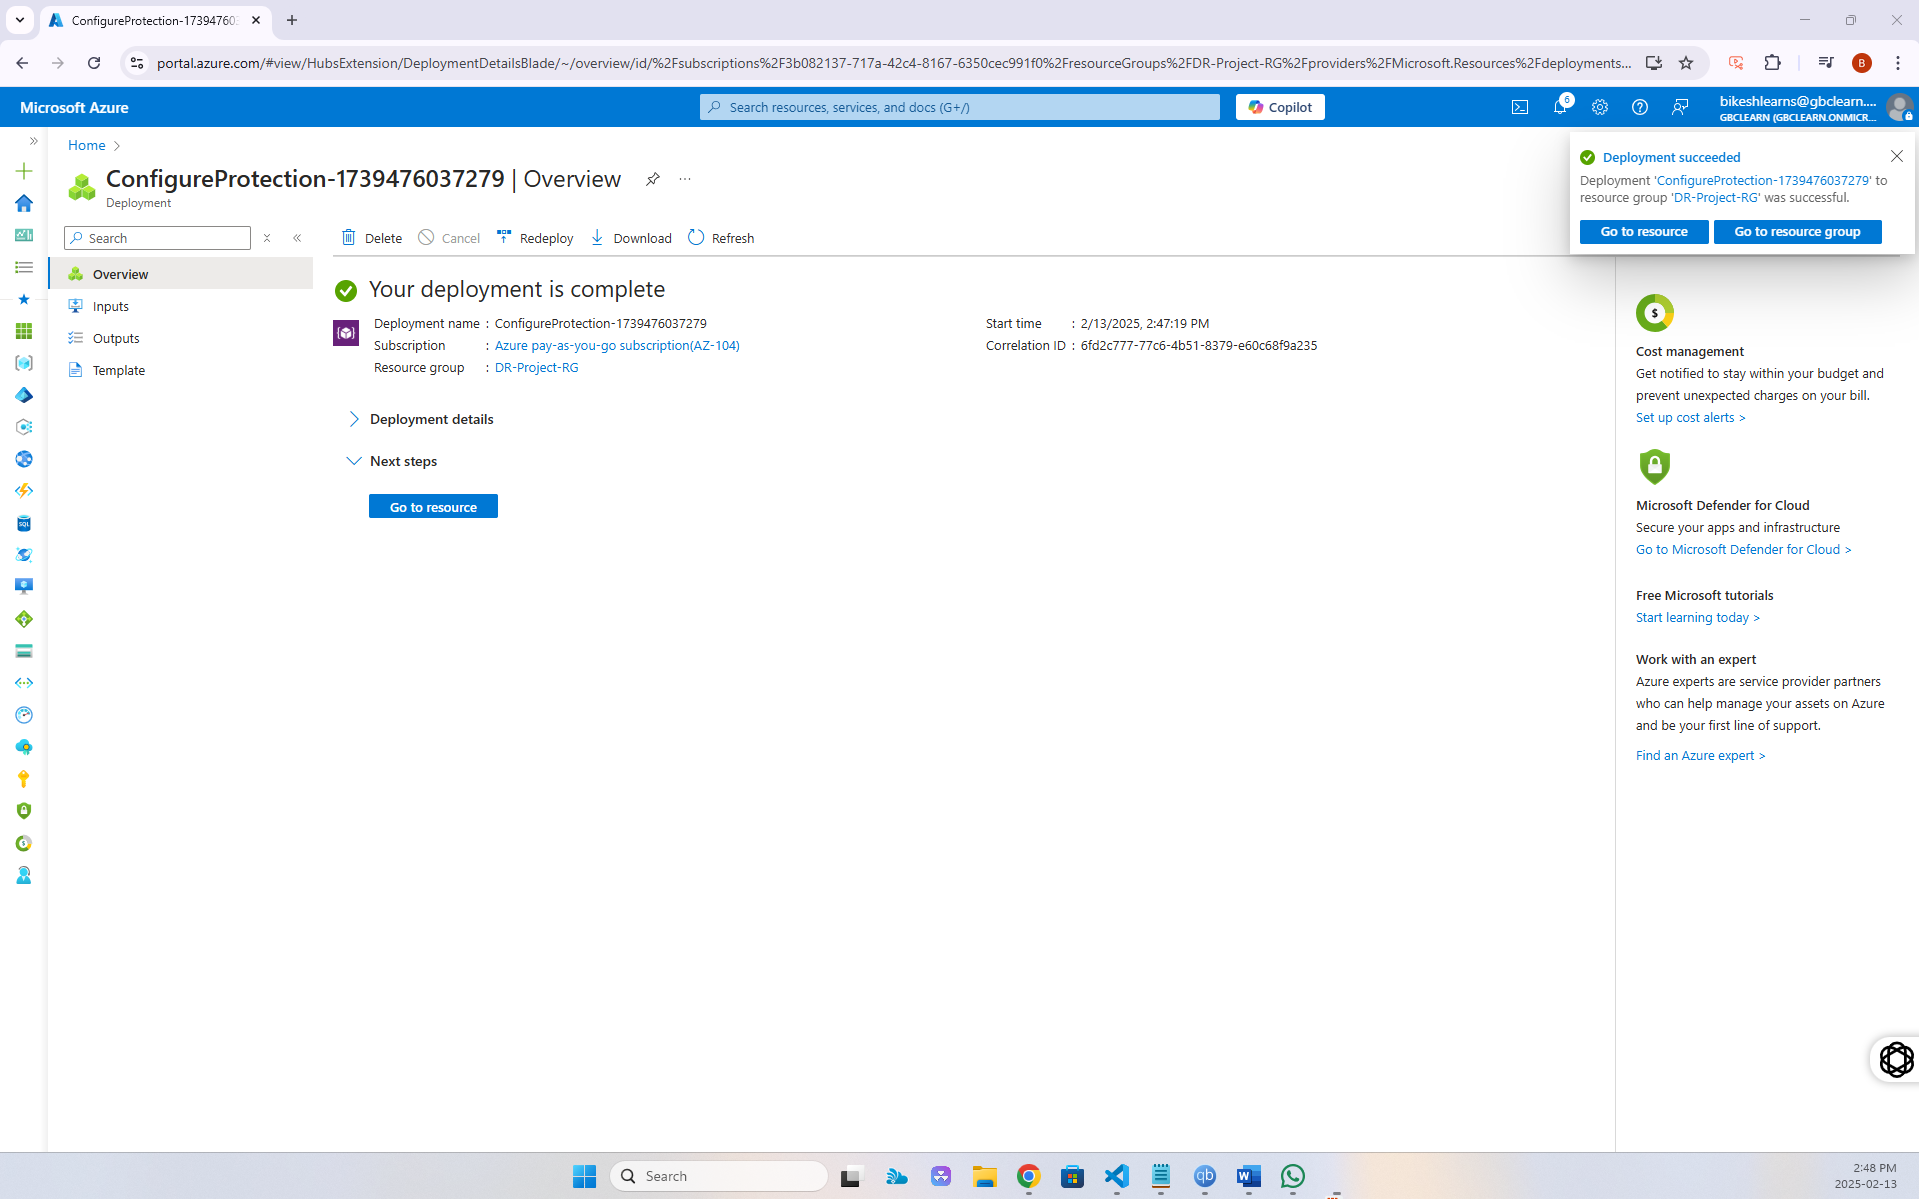 ConfigureProtection-173947603
portal.azure.com/#view/HubsExtension/DeploymentDetailsBlade/~/overview/id/%2Fsubscriptions%2F3b082137-717a-42c4-8167-6350cec991f0%2FresourceGroups%2FDR-Project-RG%2Fproviders%2FMicrosoft.Resources%2Fdeployments...
B
Microsoft Azure
Search resources, services, and docs (G+/)
Copilot
6
bikeshlearns@gbclearn....
GBCLEARN (GBCLEARN.ONMICR...
Home
ConfigureProtection-1739476037279 | Overview
...
Deployment
Deployment succeeded
Deployment 'ConfigureProtection-1739476037279' to
resource group 'DR-Project-RG' was successful.
Go to resource
Go to resource group
Search
Delete
Cancel
Redeploy
Download
Refresh
Overview
Inputs
Outputs
Template
Your deployment is complete
Deployment name : ConfigureProtection-1739476037279
Subscription : Azure pay-as-you-go subscription(AZ-104)
Resource group : DR-Project-RG
Start time : 2/13/2025, 2:47:19 PM
Correlation ID : 6fd2c777-77c6-4b51-8379-e60c68f9a235
Deployment details
Next steps
Go to resource
Cost management
Get notified to stay within your budget and
prevent unexpected charges on your bill.
Set up cost alerts >
Microsoft Defender for Cloud
Secure your apps and infrastructure
Go to Microsoft Defender for Cloud >
Free Microsoft tutorials
Start learning today >
Work with an expert
Azure experts are service provider partners
who can help manage your assets on Azure
and be your first line of support.
Find an Azure expert >
SQL
Search
qb
W
2:48 PM
2025-02-13